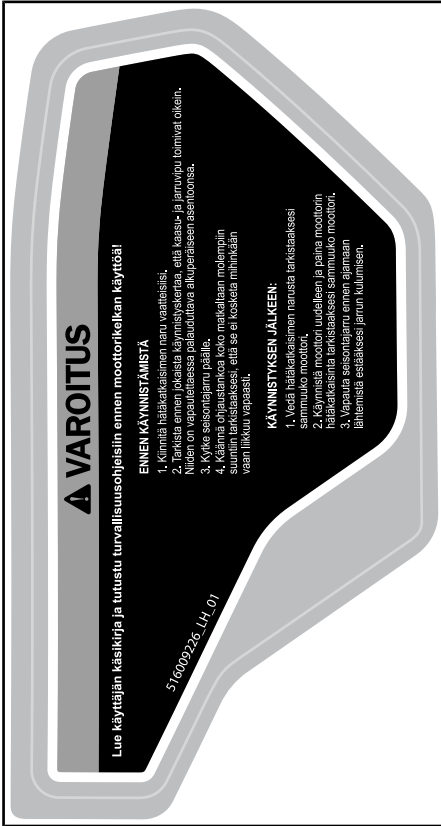 ⚠ VAROITUS
Lue käyttäjän käsikirja ja tutustu turvallisuusohjeisiin ennen moottorikelkan käyttöä!
ENNEN KÄYNNISTÄMISTÄ
1. Kiinnitä hätäkatkaisimen naru vaatteisiisi.
2. Tarkista ennen jokaista käynnistyskertaa, että kaasu- ja jarruvipu toimivat oikein.
Niiden on vapautettaessa palauduttava alkuperäiseen asentoonsa.
3. Kytke seisontajarru päälle.
4. Käännä ohjaustankoa koko matkaltaan molempiin
suuntiin tarkistaaksesi, että se ei kosketa mihinkään
vaan liikkuu vapaasti.
KÄYNNISTYKSEN JÄLKEEN:
1. Vedä hätäkatkaisimen narusta tarkistaaksesi
sammuuko moottori.
2. Käynnistä moottori uudelleen ja paina moottorin
hätäkatkaisinta tarkistaaksesi sammuuko moottori.
3. Vapauta seisontajarru ennen ajamaan
lähtemistä estääksesi jarrun kulumisen.
516009226_LH_01